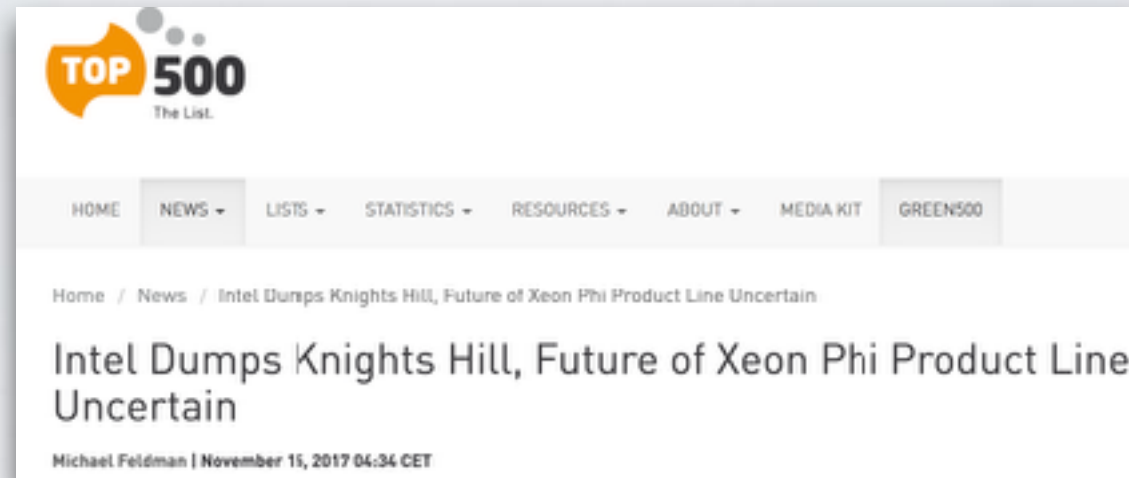 TOP 500
The List.
HOME NEWS LISTS STATISTICS RESOURCES ABOUT MEDIA KIT GREEN500
Home / News / Intel Dumps Knights Hill, Future of Xeon Phi Product Line Uncertain
Intel Dumps Knights Hill, Future of Xeon Phi Product Line
Uncertain
Michael Feldman | November 15, 2017 04:34 CET